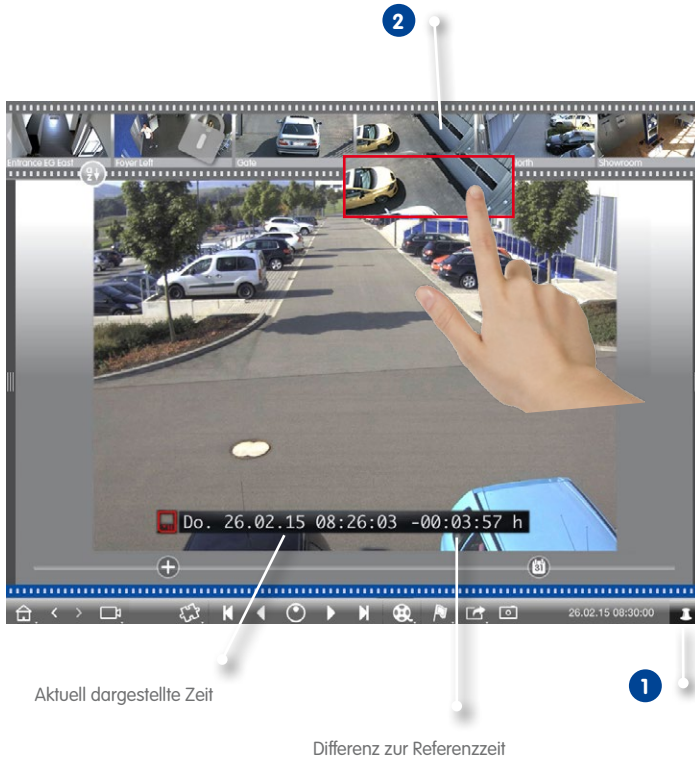 2
Entrance EG East
Foyer Left
Gate
orth
Showroom
Do. 26.02.15 08:26:03 -00:03:57 h
31
26.02.15 08:30:00
Aktuell dargestellte Zeit
1
Differenz zur Referenzzeit